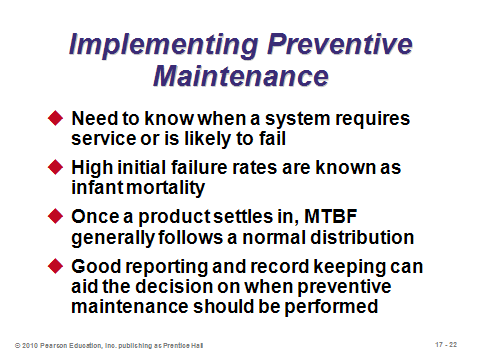 Implementing Preventive
Maintenance
Need to know when a system requires
service or is likely to fail
High initial failure rates are known as
infant mortality
Once a product settles in, MTBF
generally follows a normal distribution
Good reporting and record keeping can
aid the decision on when preventive
maintenance should be performed
© 2010 Pearson Education, Inc. publishing as Prentice Hall
17 - 22